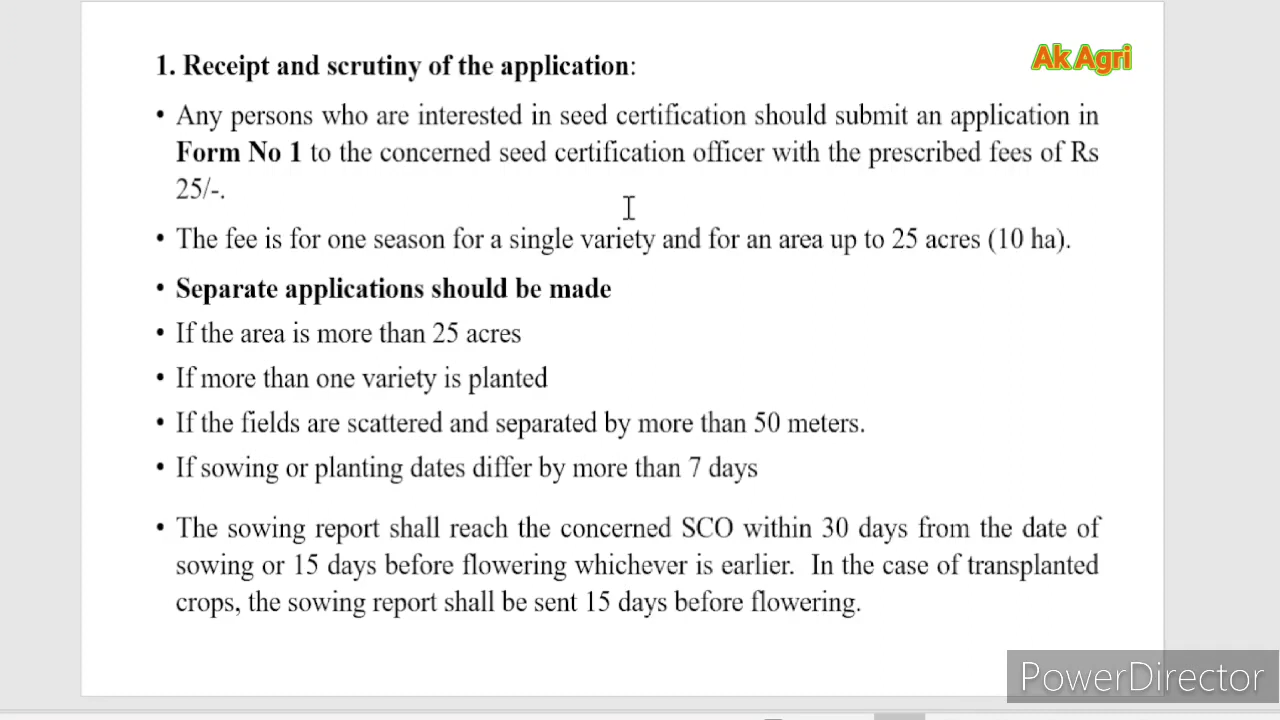 1. Receipt and scrutiny of the application:
Ak Agri
• Any persons who are interested in seed certification should submit an application in
Form No 1 to the concerned seed certification officer with the prescribed fees of Rs
25/-.
• The fee is for one season for a single variety and for an area up to 25 acres (10 ha).
• Separate applications should be made
• If the area is more than 25 acres
• If more than one variety is planted
• If the fields are scattered and separated by more than 50 meters.
• If sowing or planting dates differ by more than 7 days
• The sowing report shall reach the concerned SCO within 30 days from the date of
sowing or 15 days before flowering whichever is earlier. In the case of transplanted
crops, the sowing report shall be sent 15 days before flowering.
PowerDirector